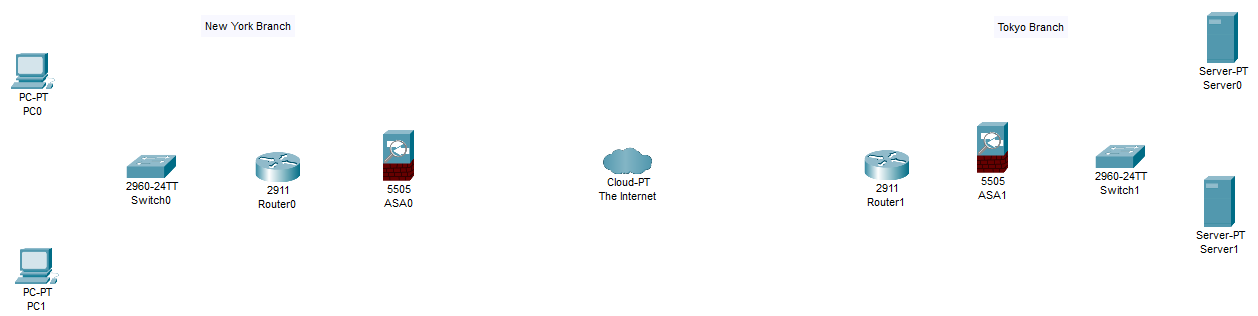 New York Branch
Tokyo Branch
PC-PT
PC0
Server-PT
Server0
2960-24TT
Switch0
2911
Router0
5505
ASA0
Cloud-PT
The Internet
2911
Router1
5505
ASA1
2960-24TT
Switch1
PC-PT
PC1
Server-PT
Server1